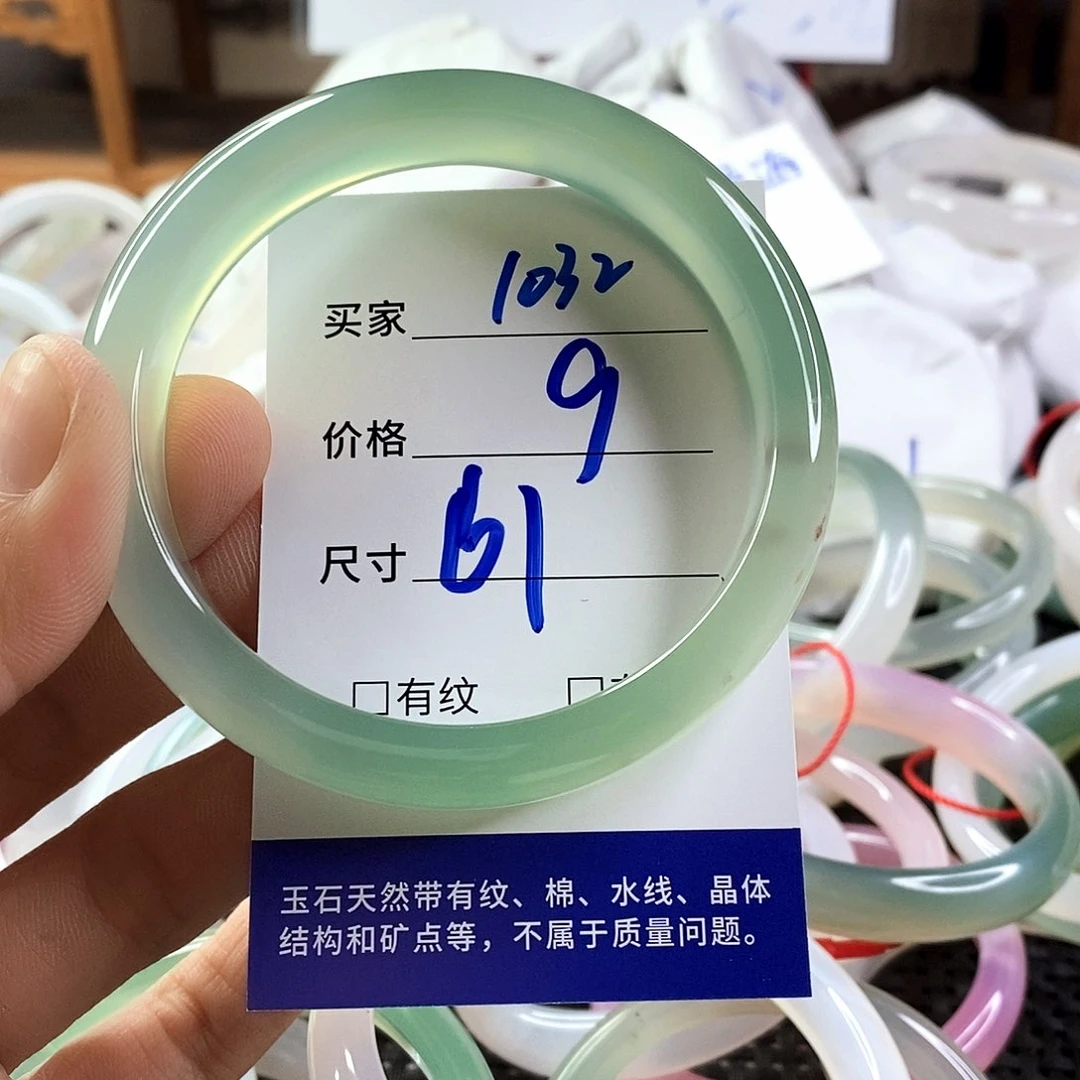 买家 1032
价格 9
尺寸 61
□有纹 □
玉石天然带有纹、棉、水线、晶体
结构和矿点等，不属于质量问题。